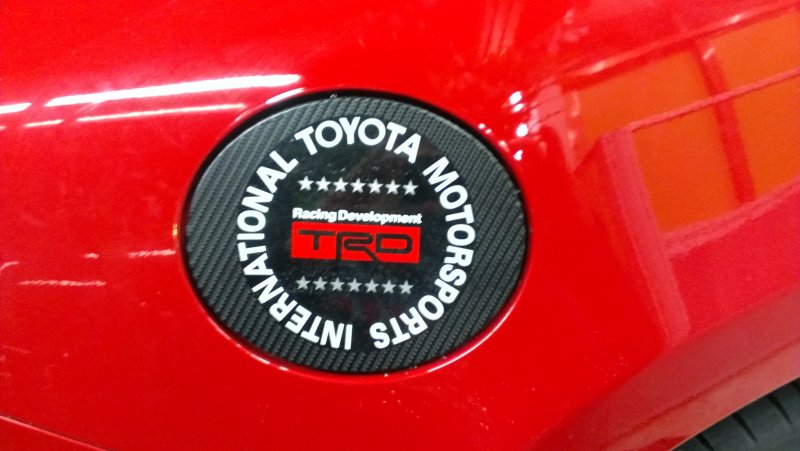 TOYOTA MOTORSPORTS INTERNATIONAL
Racing Development
TRD